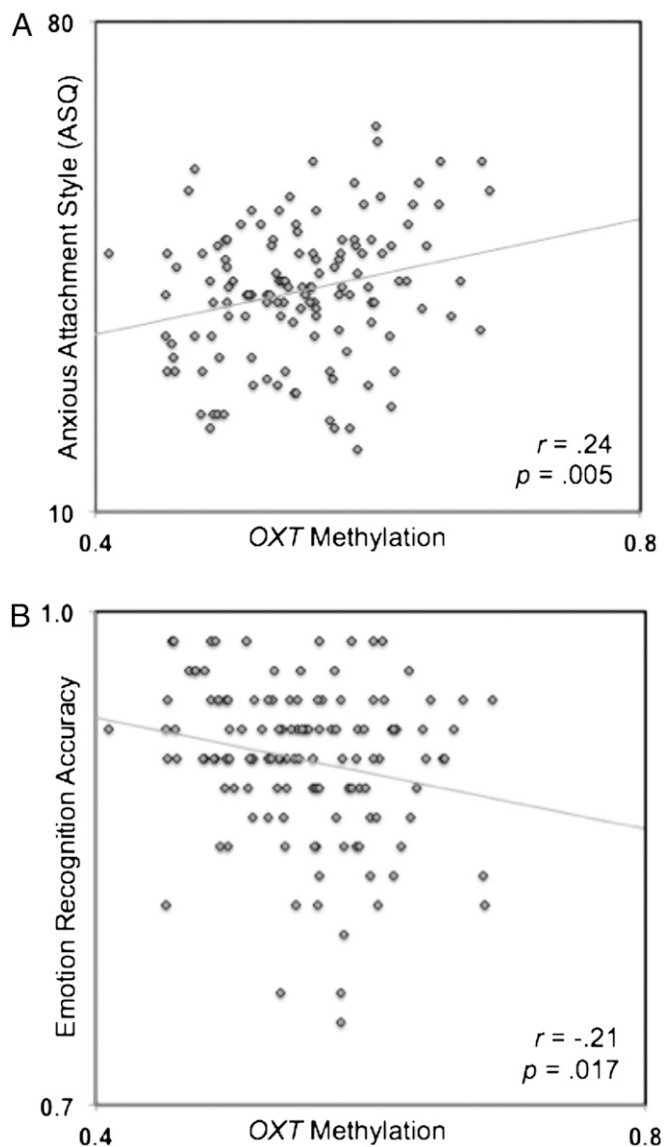 A
80
Anxious Attachment Style (ASQ)
r = .24
p = .005
10
0.4
OXT Methylation
0.8
B
1.0
Emotion Recognition Accuracy
r = -.21
p = .017
0.7
0.4
OXT Methylation
0.8